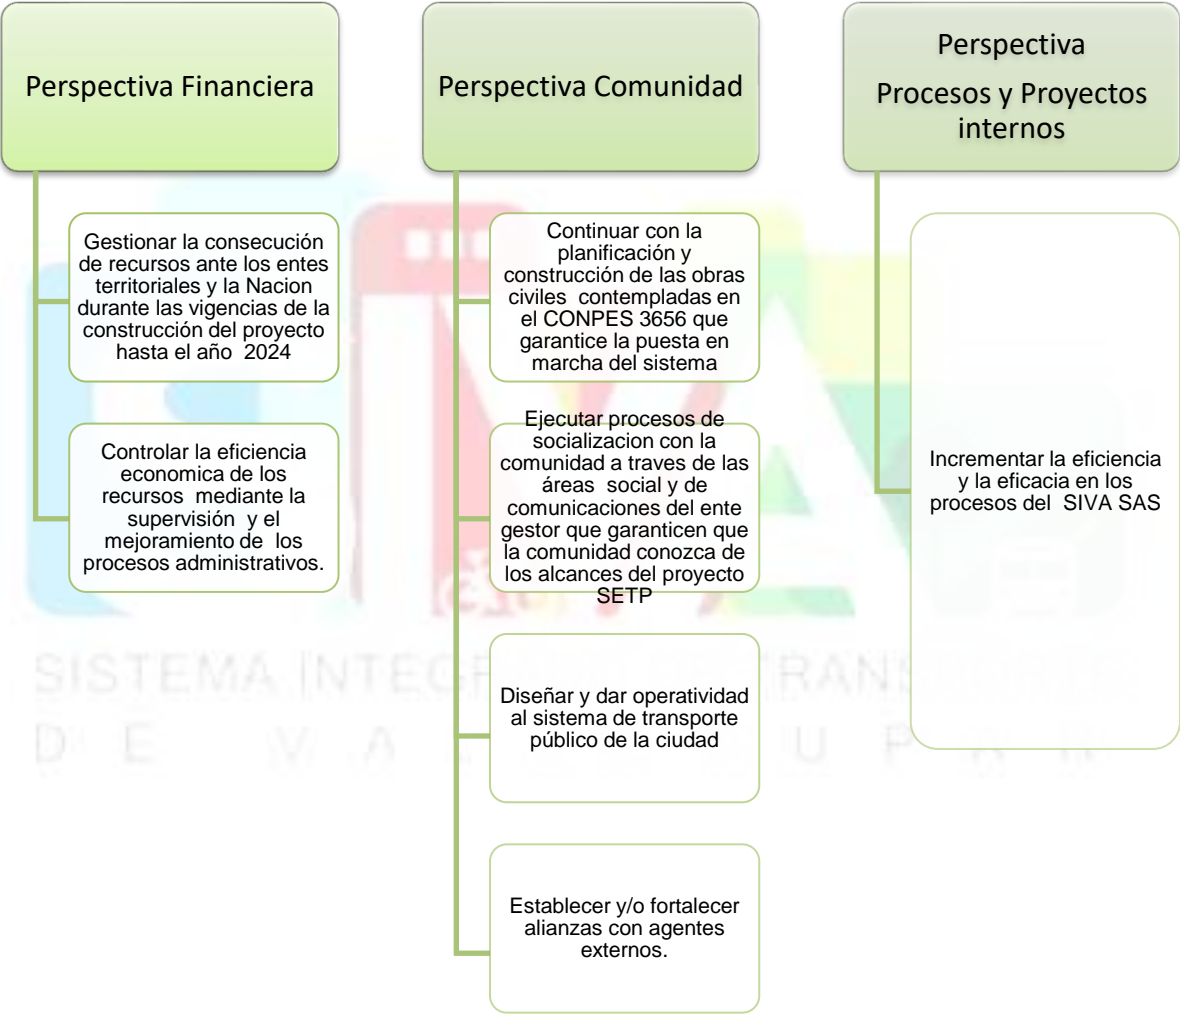 Perspectiva Financiera
Gestionar la consecución
de recursos ante los entes
territoriales y la Nacion
durante las vigencias de la
construcción del proyecto
hasta el año 2024
Controlar la eficiencia
economica de los
recursos mediante la
supervisión y el
mejoramiento de los
procesos administrativos.
Perspectiva Comunidad
Continuar con la
planificación y
construcción de las obras
civiles contempladas en
el CONPES 3656 que
garantice la puesta en
marcha del sistema
Ejecutar procesos de
socializacion con la
comunidad a traves de las
áreas social y de
comunicaciones del ente
gestor que garanticen que
la comunidad conozca de
los alcances del proyecto
SETP
Diseñar y dar operatividad
al sistema de transporte
público de la ciudad
Establecer y/o fortalecer
alianzas con agentes
externos.
Perspectiva
Procesos y Proyectos
internos
Incrementar la eficiencia
y la eficacia en los
procesos del SIVA SAS
SISTEMA INTEG